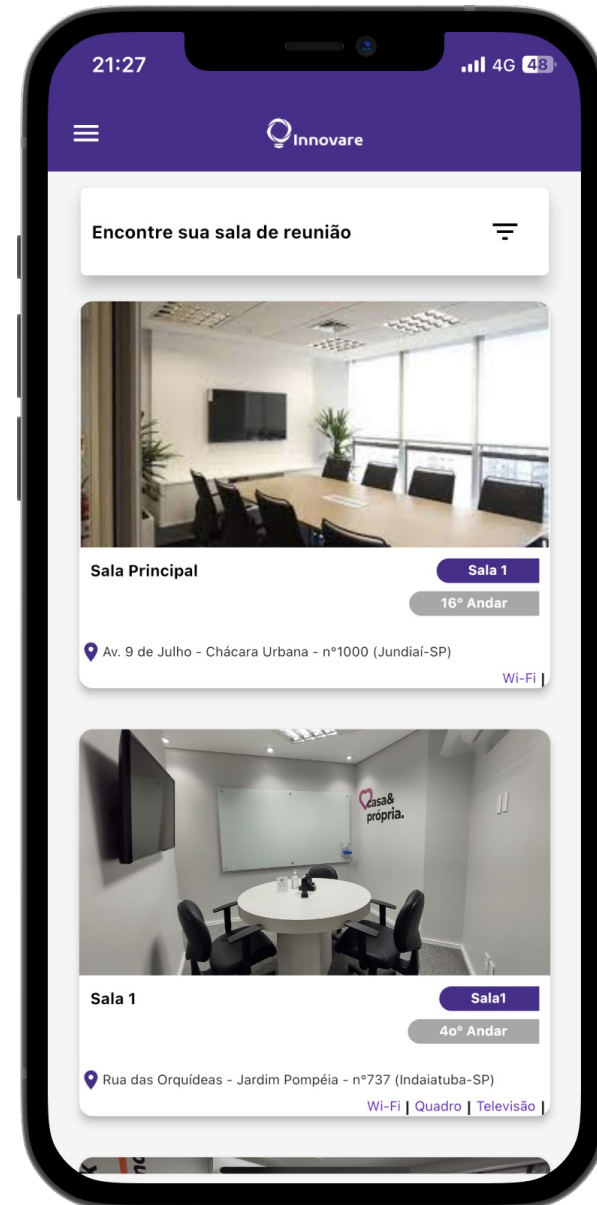 21:27
4G 48
Innovare
Encontre sua sala de reunião
Sala Principal
Sala 1
16º Andar
Av. 9 de Julho - Chácara Urbana - nº1000 (Jundiaí-SP)
Wi-Fi |
casa&
própria.
Sala 1
Sala1
4oº Andar
Rua das Orquídeas - Jardim Pompéia - nº737 (Indaiatuba-SP)
Wi-Fi | Quadro | Televisão |